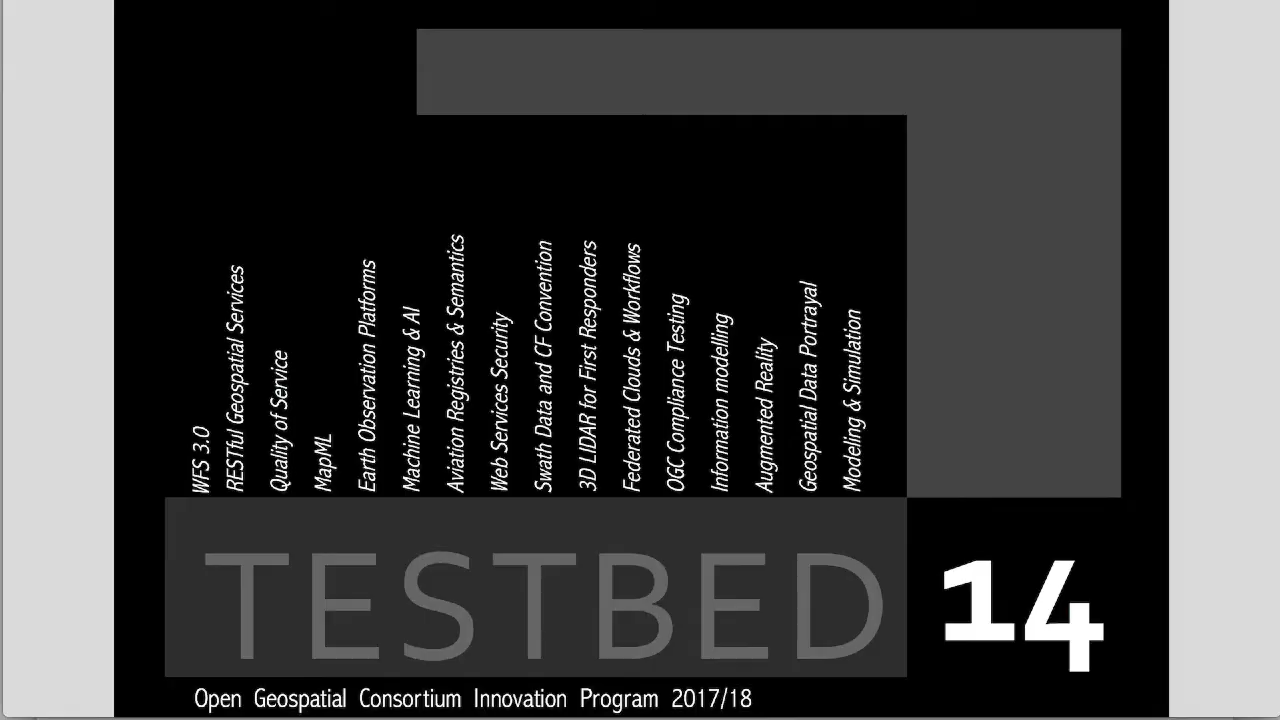 WFS 3.0
RESTful Geospatial Services
Quality of Service
MapML
Earth Observation Platforms
Machine Learning & AI
Aviation Registries & Semantics
Web Services Security
Swath Data and CF Convention
3D LIDAR for First Responders
Federated Clouds & Workflows
OGC Compliance Testing
Information modelling
Augmented Reality
Geospatial Data Portrayal
Modeling & Simulation
TESTBED 14
Open Geospatial Consortium Innovation Program 2017/18